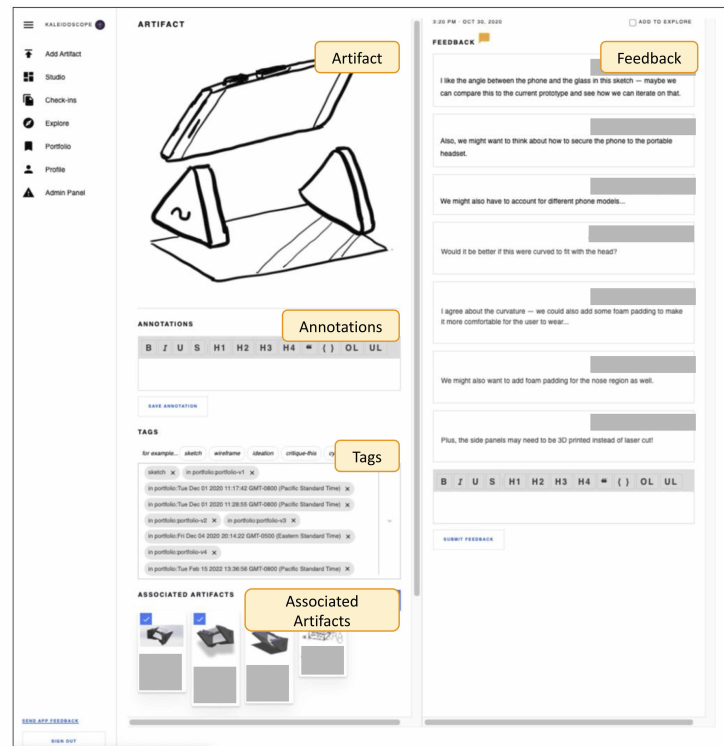 KALEIDOSCOPE
Add Artifact
Studio
Check-ins
Explore
Portfolio
Profile
Admin Panel
SEND APP FEEDBACK
SIGN OUT
ARTIFACT
Artifact
ANNOTATIONS
Annotations
B I U S H1 H2 H3 H4 ❝ { } OL UL
SAVE ANNOTATION
TAGS
Tags
for example... sketch wireframe ideation critique-this
sketch × in portfolio:portfolio-v1 ×
in portfolio:Tue Dec 01 2020 11:17:42 GMT-0800 (Pacific Standard Time) ×
in portfolio:Tue Dec 01 2020 11:28:55 GMT-0800 (Pacific Standard Time) ×
in portfolio:portfolio-v2 × in portfolio:portfolio-v3 ×
in portfolio:Fri Dec 04 2020 20:14:22 GMT-0500 (Eastern Standard Time) ×
in portfolio:portfolio-v4 ×
in portfolio:Tue Feb 15 2022 13:36:56 GMT-0800 (Pacific Standard Time) ×
ASSOCIATED ARTIFACTS
Associated
Artifacts
3:20 PM - OCT 30, 2020
ADD TO EXPLORE
FEEDBACK
Feedback
I like the angle between the phone and the glass in this sketch — maybe we
can compare this to the current prototype and see how we can iterate on that.
Also, we might want to think about how to secure the phone to the portable
headset.
We might also have to account for different phone models...
Would it be better if this were curved to fit with the head?
I agree about the curvature — we could also add some foam padding to make
it more comfortable for the user to wear...
We might also want to add foam padding for the nose region as well.
Plus, the side panels may need to be 3D printed instead of laser cut!
B I U S H1 H2 H3 H4 ❝ { } OL UL
SUBMIT FEEDBACK